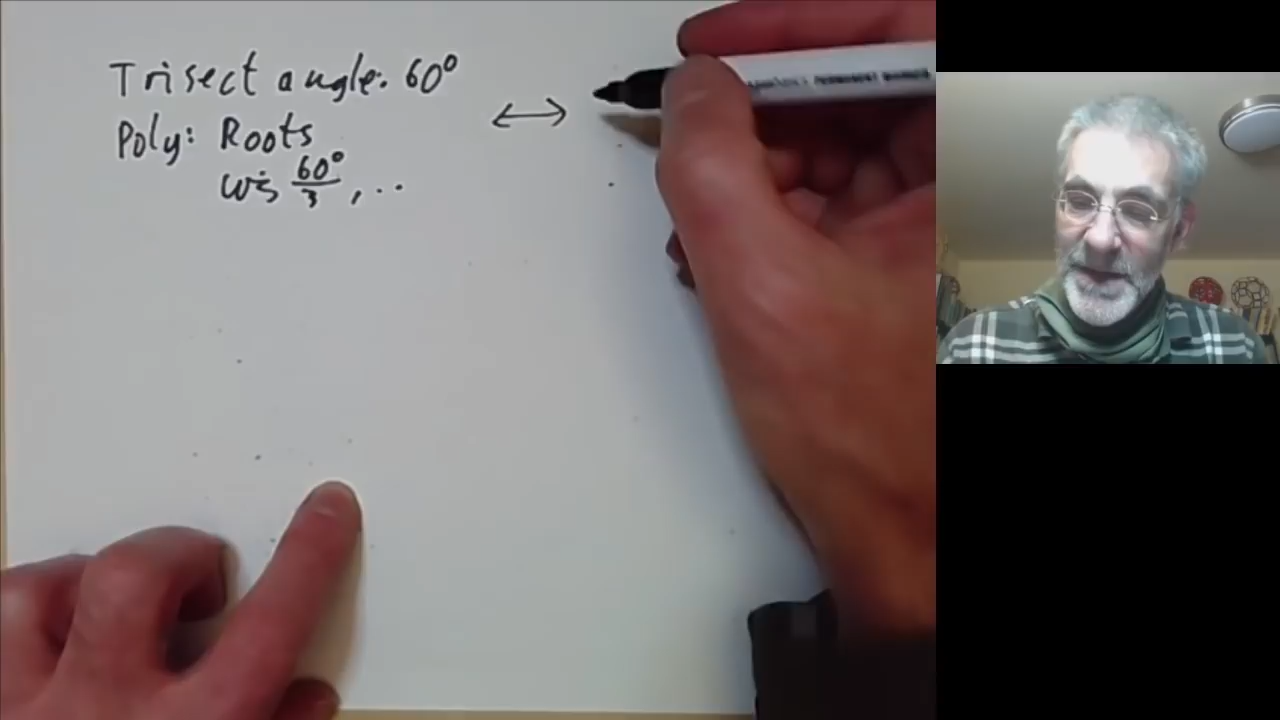 Trisect angle. 60°
↔
Poly: Roots
cos 60°/3 , ..